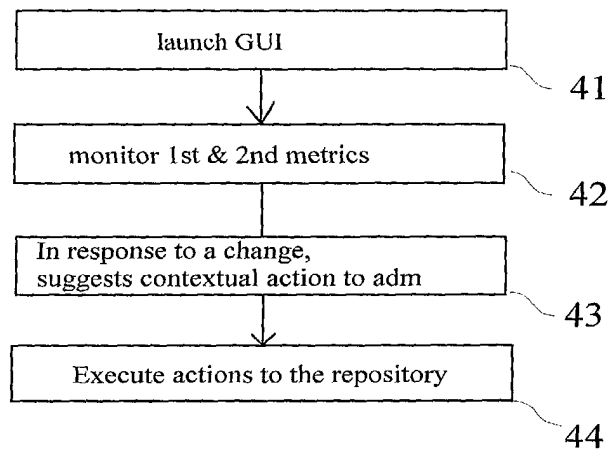 launch GUI
41
monitor 1st & 2nd metrics
42
In response to a change,
suggests contextual action to adm
43
Execute actions to the repository
44